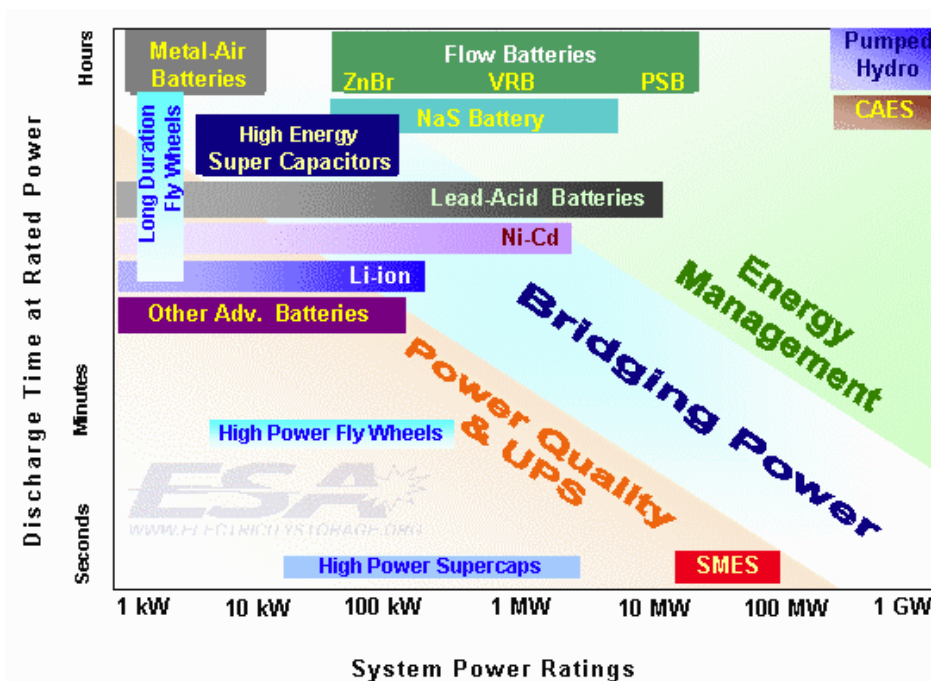 Hours
Minutes
Seconds
Discharge Time at Rated Power
Metal-Air
Batteries
Flow Batteries
ZnBr VRB PSB
Pumped
Hydro
CAES
NaS Battery
Long Duration
Fly Wheels
High Energy
Super Capacitors
Lead-Acid Batteries
Ni-Cd
Li-ion
Other Adv. Batteries
Energy
Management
Bridging Power
Power Quality
& UPS
High Power Fly Wheels
ESA
WWW.ELECTRICITYSTORAGE.ORG
High Power Supercaps
SMES
1 kW 10 kW 100 kW 1 MW 10 MW 100 MW 1 GW
System Power Ratings